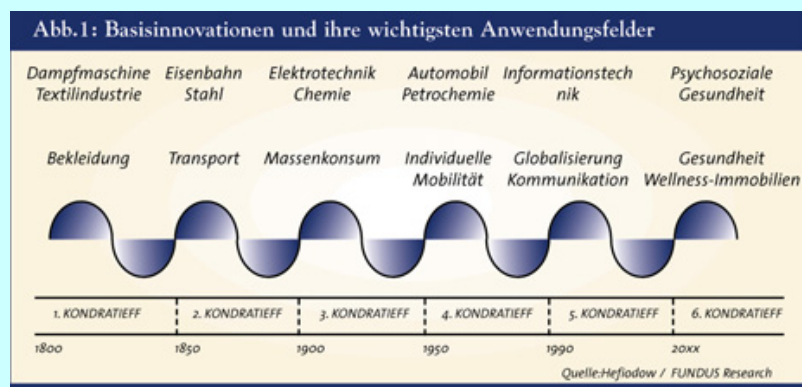 Abb.1: Basisinnovationen und ihre wichtigsten Anwendungsfelder
Dampfmaschine Eisenbahn Elektrotechnik Automobil Informationstech Psychosoziale
Textilindustrie Stahl Chemie Petrochemie nik Gesundheit
Bekleidung Transport Massenkonsum Individuelle Globalisierung Gesundheit
Mobilität Kommunikation Wellness-Immobilien
1. KONDRATIEFF 2. KONDRATIEFF 3. KONDRATIEFF 4. KONDRATIEFF 5. KONDRATIEFF 6. KONDRATIEFF
1800 1850 1900 1950 1990 20xx
Quelle:Hefiodow / FUNDUS Research